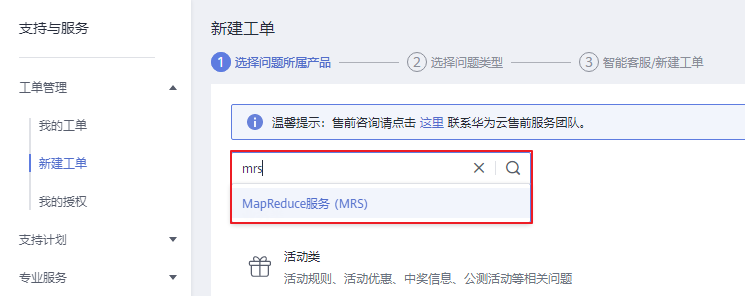 支持与服务
工单管理
我的工单
新建工单
我的授权
支持计划
专业服务
新建工单
1 选择问题所属产品
2 选择问题类型
3 智能客服/新建工单
温馨提示：售前咨询请点击 这里 联系华为云售前服务团队。
mrs
MapReduce服务 (MRS)
活动类
活动规则、活动优惠、中奖信息、公测活动等相关问题